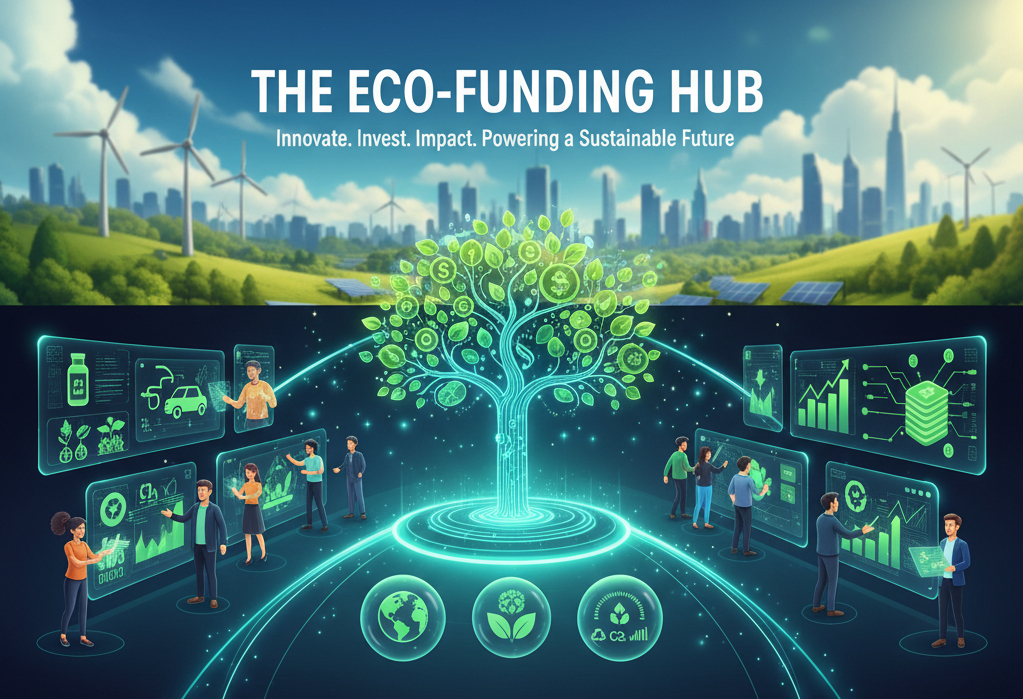 THE ECO-FUNDING HUB
Innovate. Invest. Impact. Powering a Sustainable Future